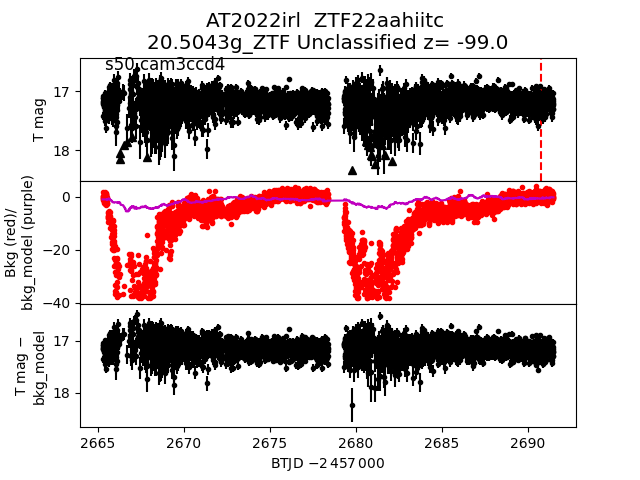 AT2022irl  ZTF22aahiitc
20.5043g_ZTF Unclassified z= -99.0
s50 cam3ccd4
T mag
17
18
Bkg (red)/
bkg_model (purple)
0
−20
−40
T mag −
bkg_model
17
18
2665
2670
2675
2680
2685
2690
BTJD −2 457 000